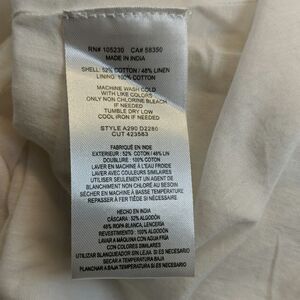 RN# 105230   CA# 58350
MADE IN INDIA
SHELL: 52% COTTON / 48% LINEN
LINING: 100% COTTON
MACHINE WASH COLD
WITH LIKE COLORS
ONLY NON CHLORINE BLEACH
IF NEEDED
TUMBLE DRY LOW
COOL IRON IF NEEDED
STYLE A290 D2280
CUT 423583
FABRIQUÉ EN INDE
EXTERIEUR: 52% COTON / 48% LIN
DOUBLURE: 100% COTON
LAVER EN MACHINE À L'EAU FROIDE
LAVER AVEC COULEURS SIMILAIRES
UTILISER SEULEMENT UN AGENT DE
BLANCHIMENT NON CHLORÉ AU BESOIN
SÉCHER EN MACHINE À BASSE TEMPÉRATURE
REPASSER À FER TIÈDE SI NÉCESSAIRE
HECHO EN INDIA
CÁSCARA: 52% ALGODÓN
48% ROPA BLANCA, LENCERÍA
REVESTIMIENTO: 100% ALGODÓN
LAVAR A MÁQUINA CON AGUA FRÍA
CON COLORES SIMILARES
UTILIZAR BLANQUEADOR SIN LEJIA SI ES NECESARIO
SECAR A TEMPERATURA BAJA
PLANCHAR A BAJA TEMPERATURA SI ES NECESARIO